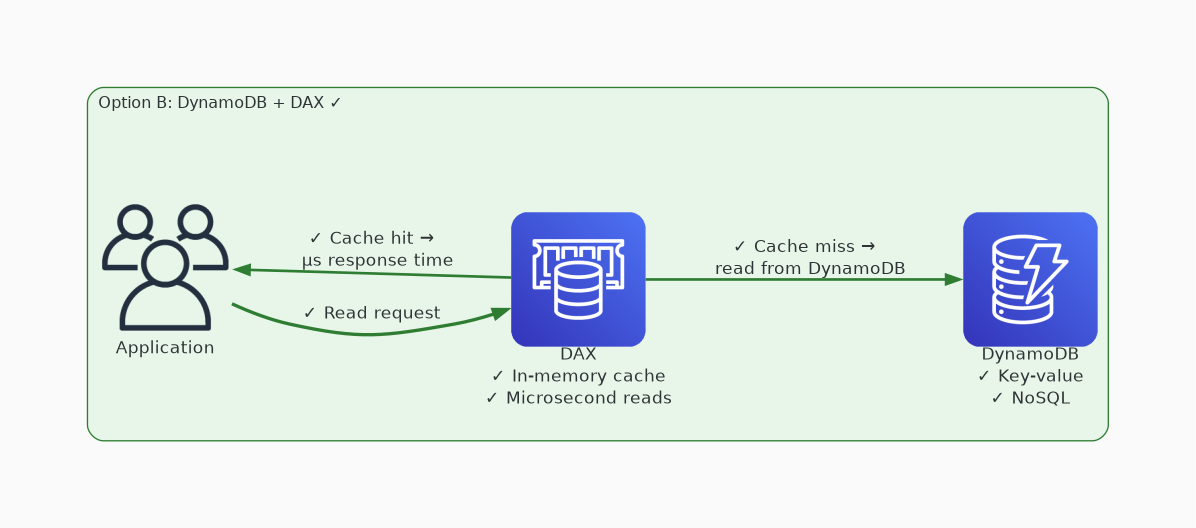 Option B: DynamoDB + DAX ✓
✓ Cache hit →
µs response time
✓ Read request
Application
✓ Cache miss →
read from DynamoDB
DAX
✓ In-memory cache
✓ Microsecond reads
DynamoDB
✓ Key-value
✓ NoSQL